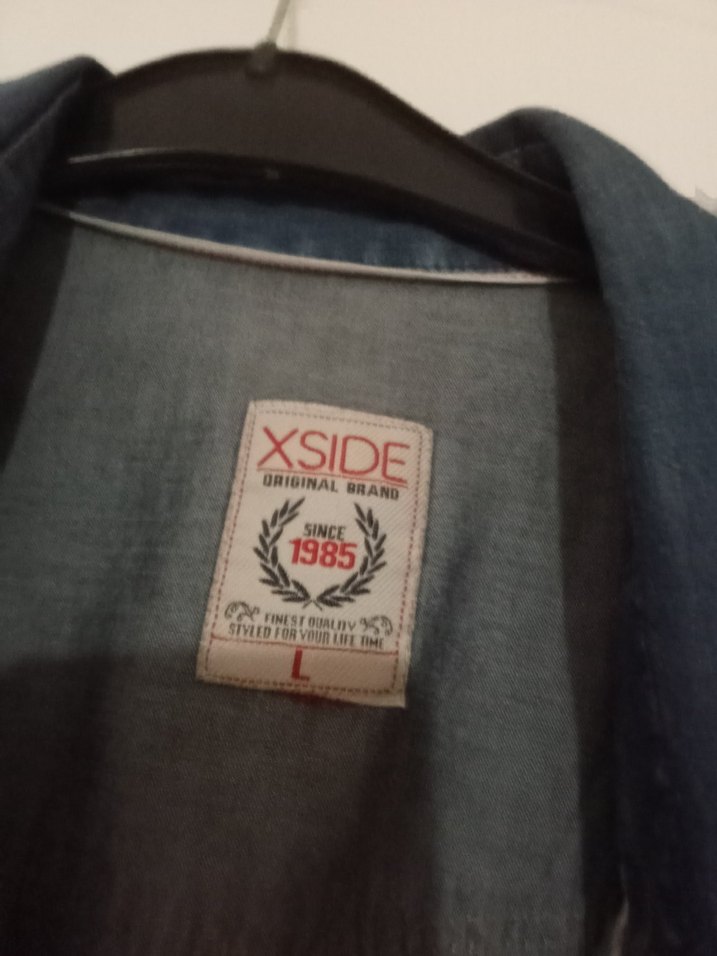 XSIDE
ORIGINAL BRAND
SINCE
1985
FINEST QUALITY
STYLED FOR YOUR LIFE TIME
L